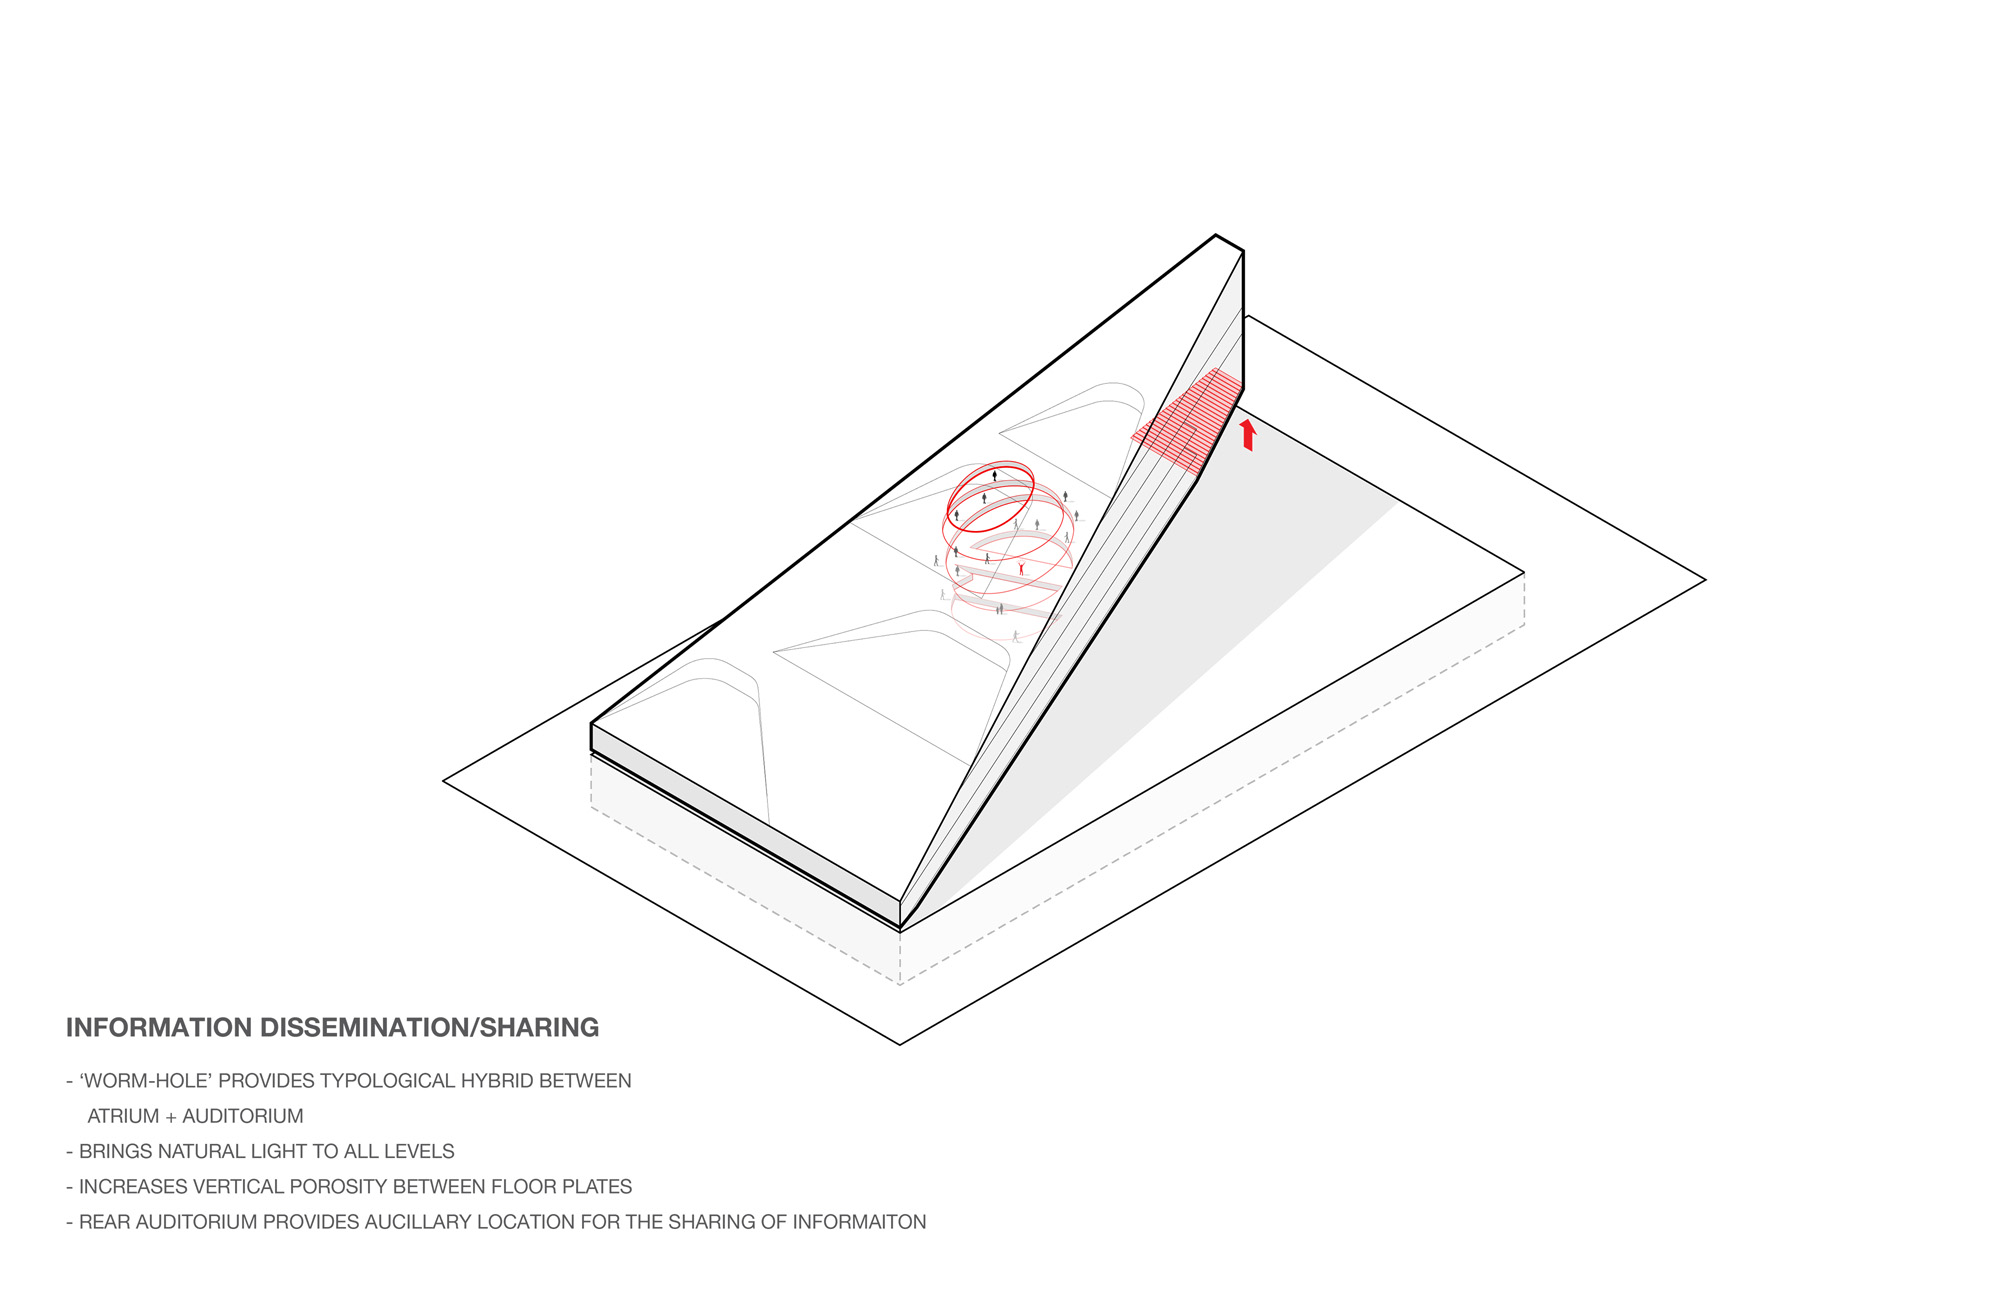 INFORMATION DISSEMINATION/SHARING
- ‘WORM-HOLE’ PROVIDES TYPOLOGICAL HYBRID BETWEEN
ATRIUM + AUDITORIUM
- BRINGS NATURAL LIGHT TO ALL LEVELS
- INCREASES VERTICAL POROSITY BETWEEN FLOOR PLATES
- REAR AUDITORIUM PROVIDES AUCILLARY LOCATION FOR THE SHARING OF INFORMAITON